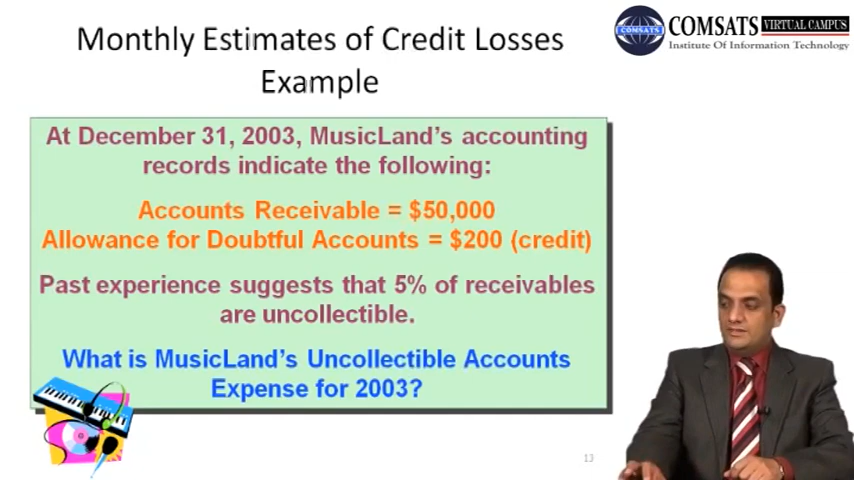 Monthly Estimates of Credit Losses
Example
COMSATS
COMSATS VIRTUAL CAMPUS
Institute Of Information Technology
At December 31, 2003, MusicLand's accounting
records indicate the following:
Accounts Receivable = $50,000
Allowance for Doubtful Accounts = $200 (credit)
Past experience suggests that 5% of receivables
are uncollectible.
What is MusicLand's Uncollectible Accounts
Expense for 2003?
13